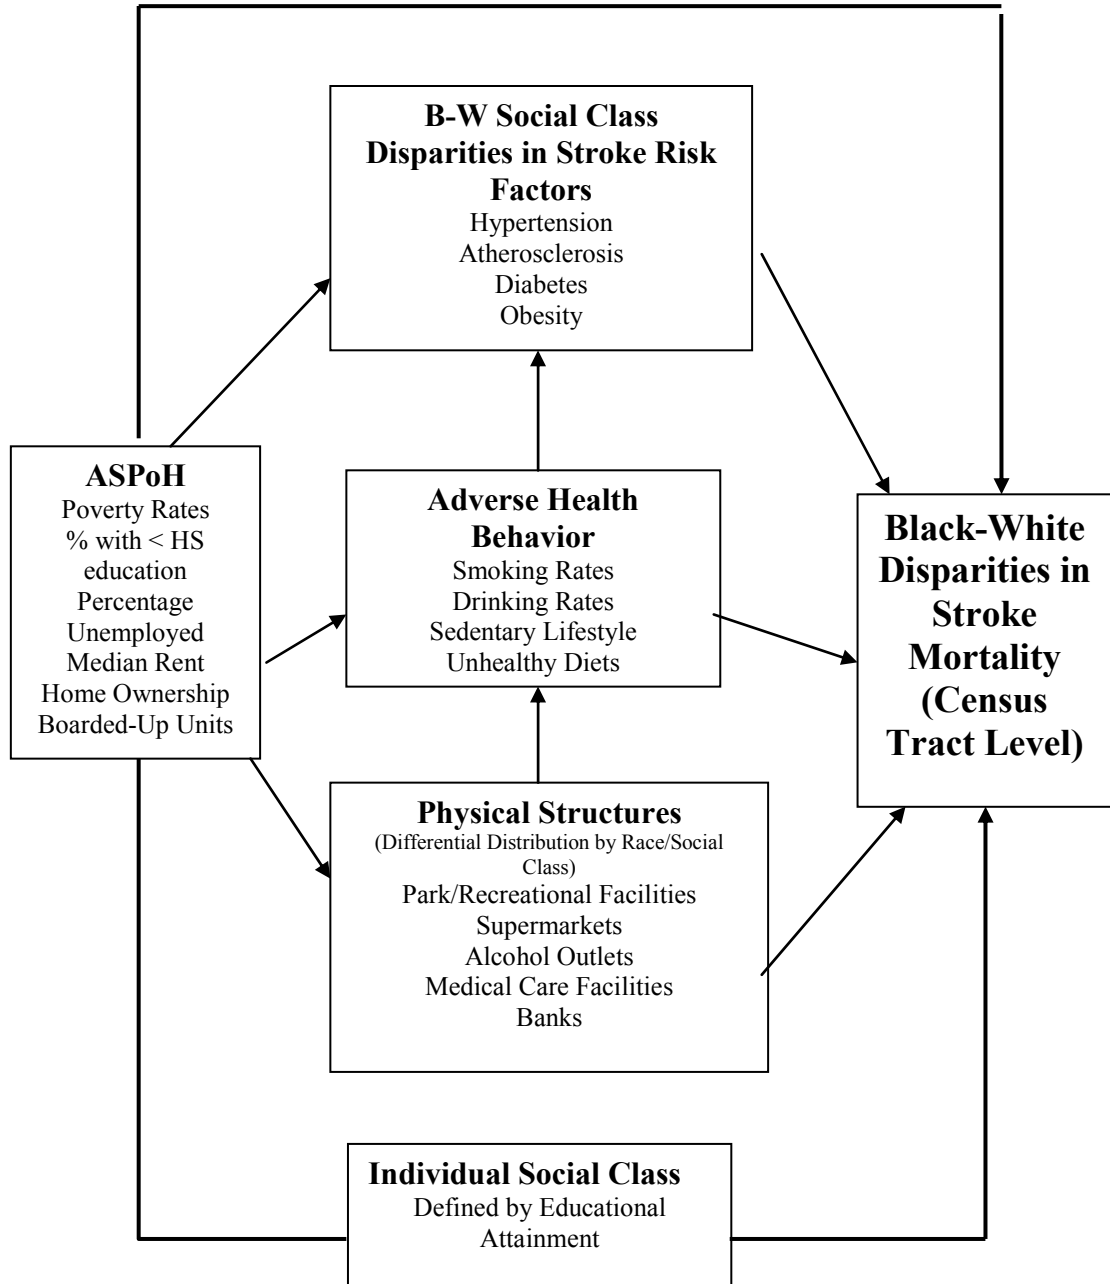 B-W Social Class
Disparities in Stroke Risk
Factors
Hypertension
Atherosclerosis
Diabetes
Obesity
ASPoH
Poverty Rates
% with < HS
education
Percentage
Unemployed
Median Rent
Home Ownership
Boarded-Up Units
Adverse Health
Behavior
Smoking Rates
Drinking Rates
Sedentary Lifestyle
Unhealthy Diets
Black-White
Disparities in
Stroke
Mortality
(Census
Tract Level)
Physical Structures
(Differential Distribution by Race/Social
Class)
Park/Recreational Facilities
Supermarkets
Alcohol Outlets
Medical Care Facilities
Banks
Individual Social Class
Defined by Educational
Attainment